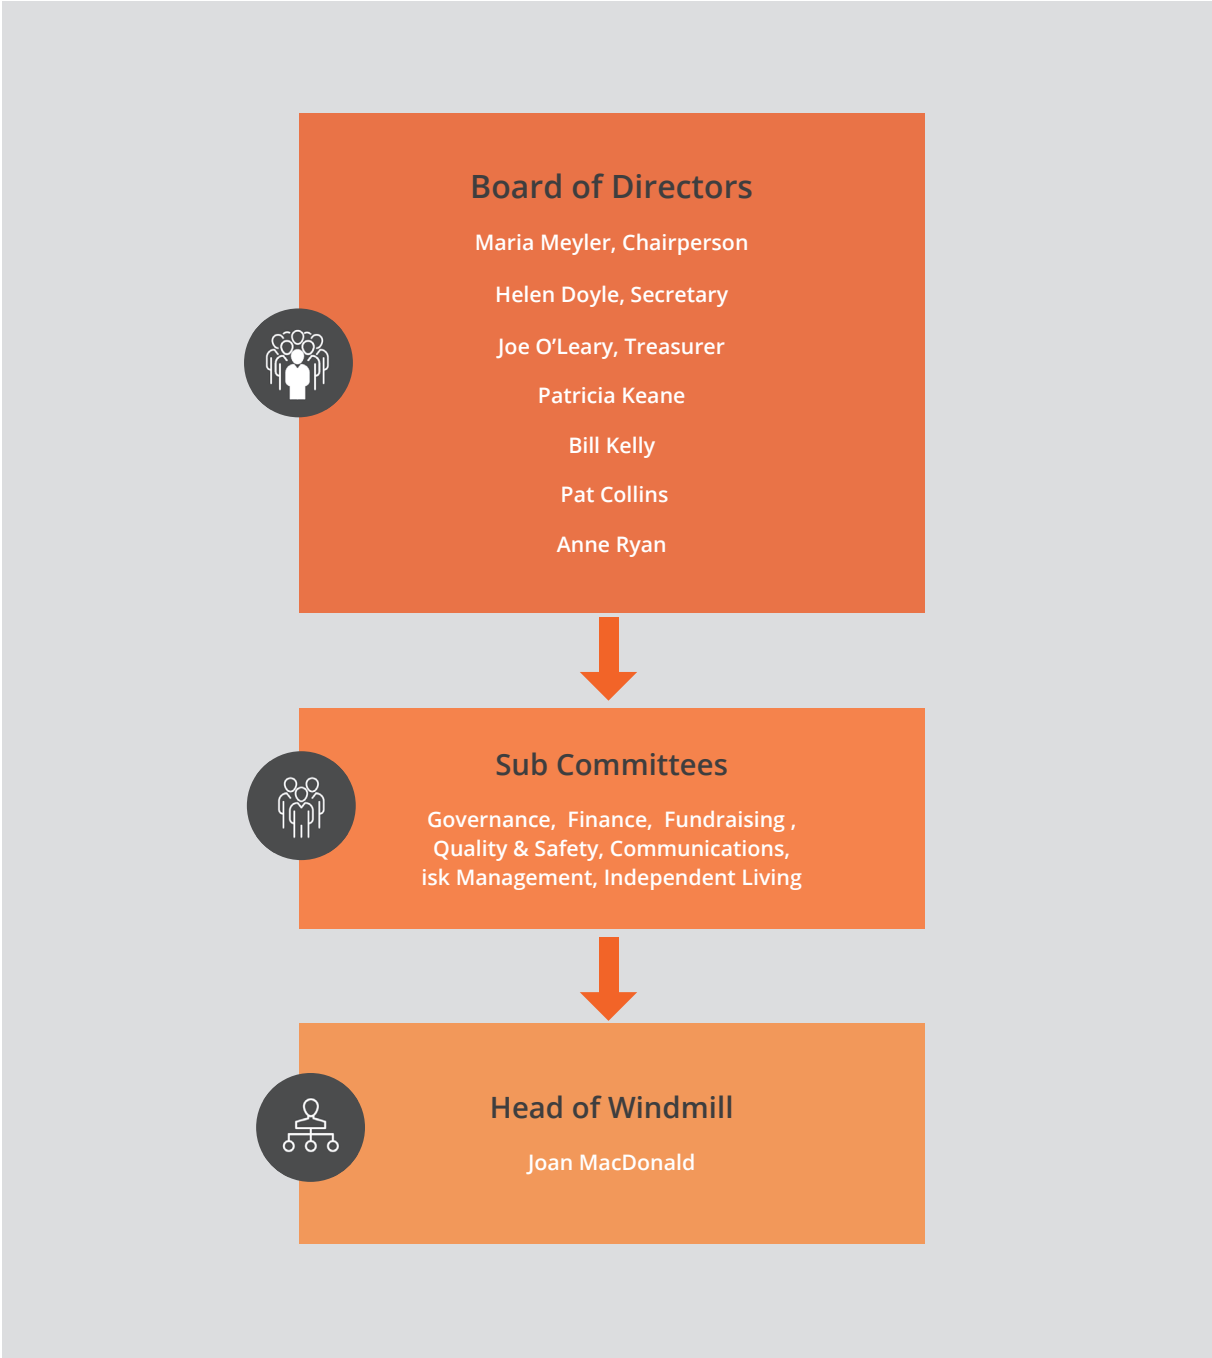 Board of Directors
Maria Meyler, Chairperson
Helen Doyle, Secretary
Joe O’Leary, Treasurer
Patricia Keane
Bill Kelly
Pat Collins
Anne Ryan
Sub Committees
Governance,  Finance,  Fundraising ,
Quality & Safety, Communications,
isk Management, Independent Living
Head of Windmill
Joan MacDonald